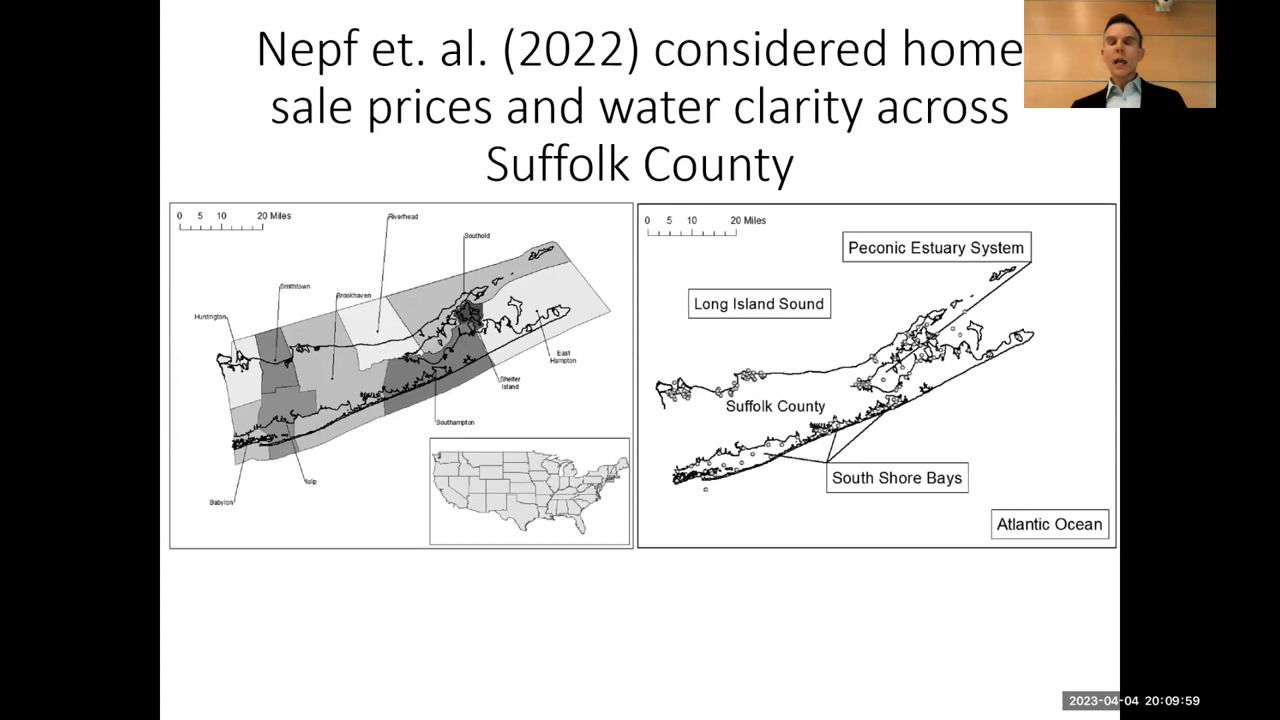 Nepf et. al. (2022) considered home
sale prices and water clarity across
Suffolk County
0 5 10 20 Miles
Riverhead
Southold
Smithtown
Brookhaven
Huntington
East
Hampton
Shelter
Island
Southampton
Islip
Babylon
0 5 10 20 Miles
Peconic Estuary System
Long Island Sound
Suffolk County
South Shore Bays
Atlantic Ocean
2023-04-04 20:09:59